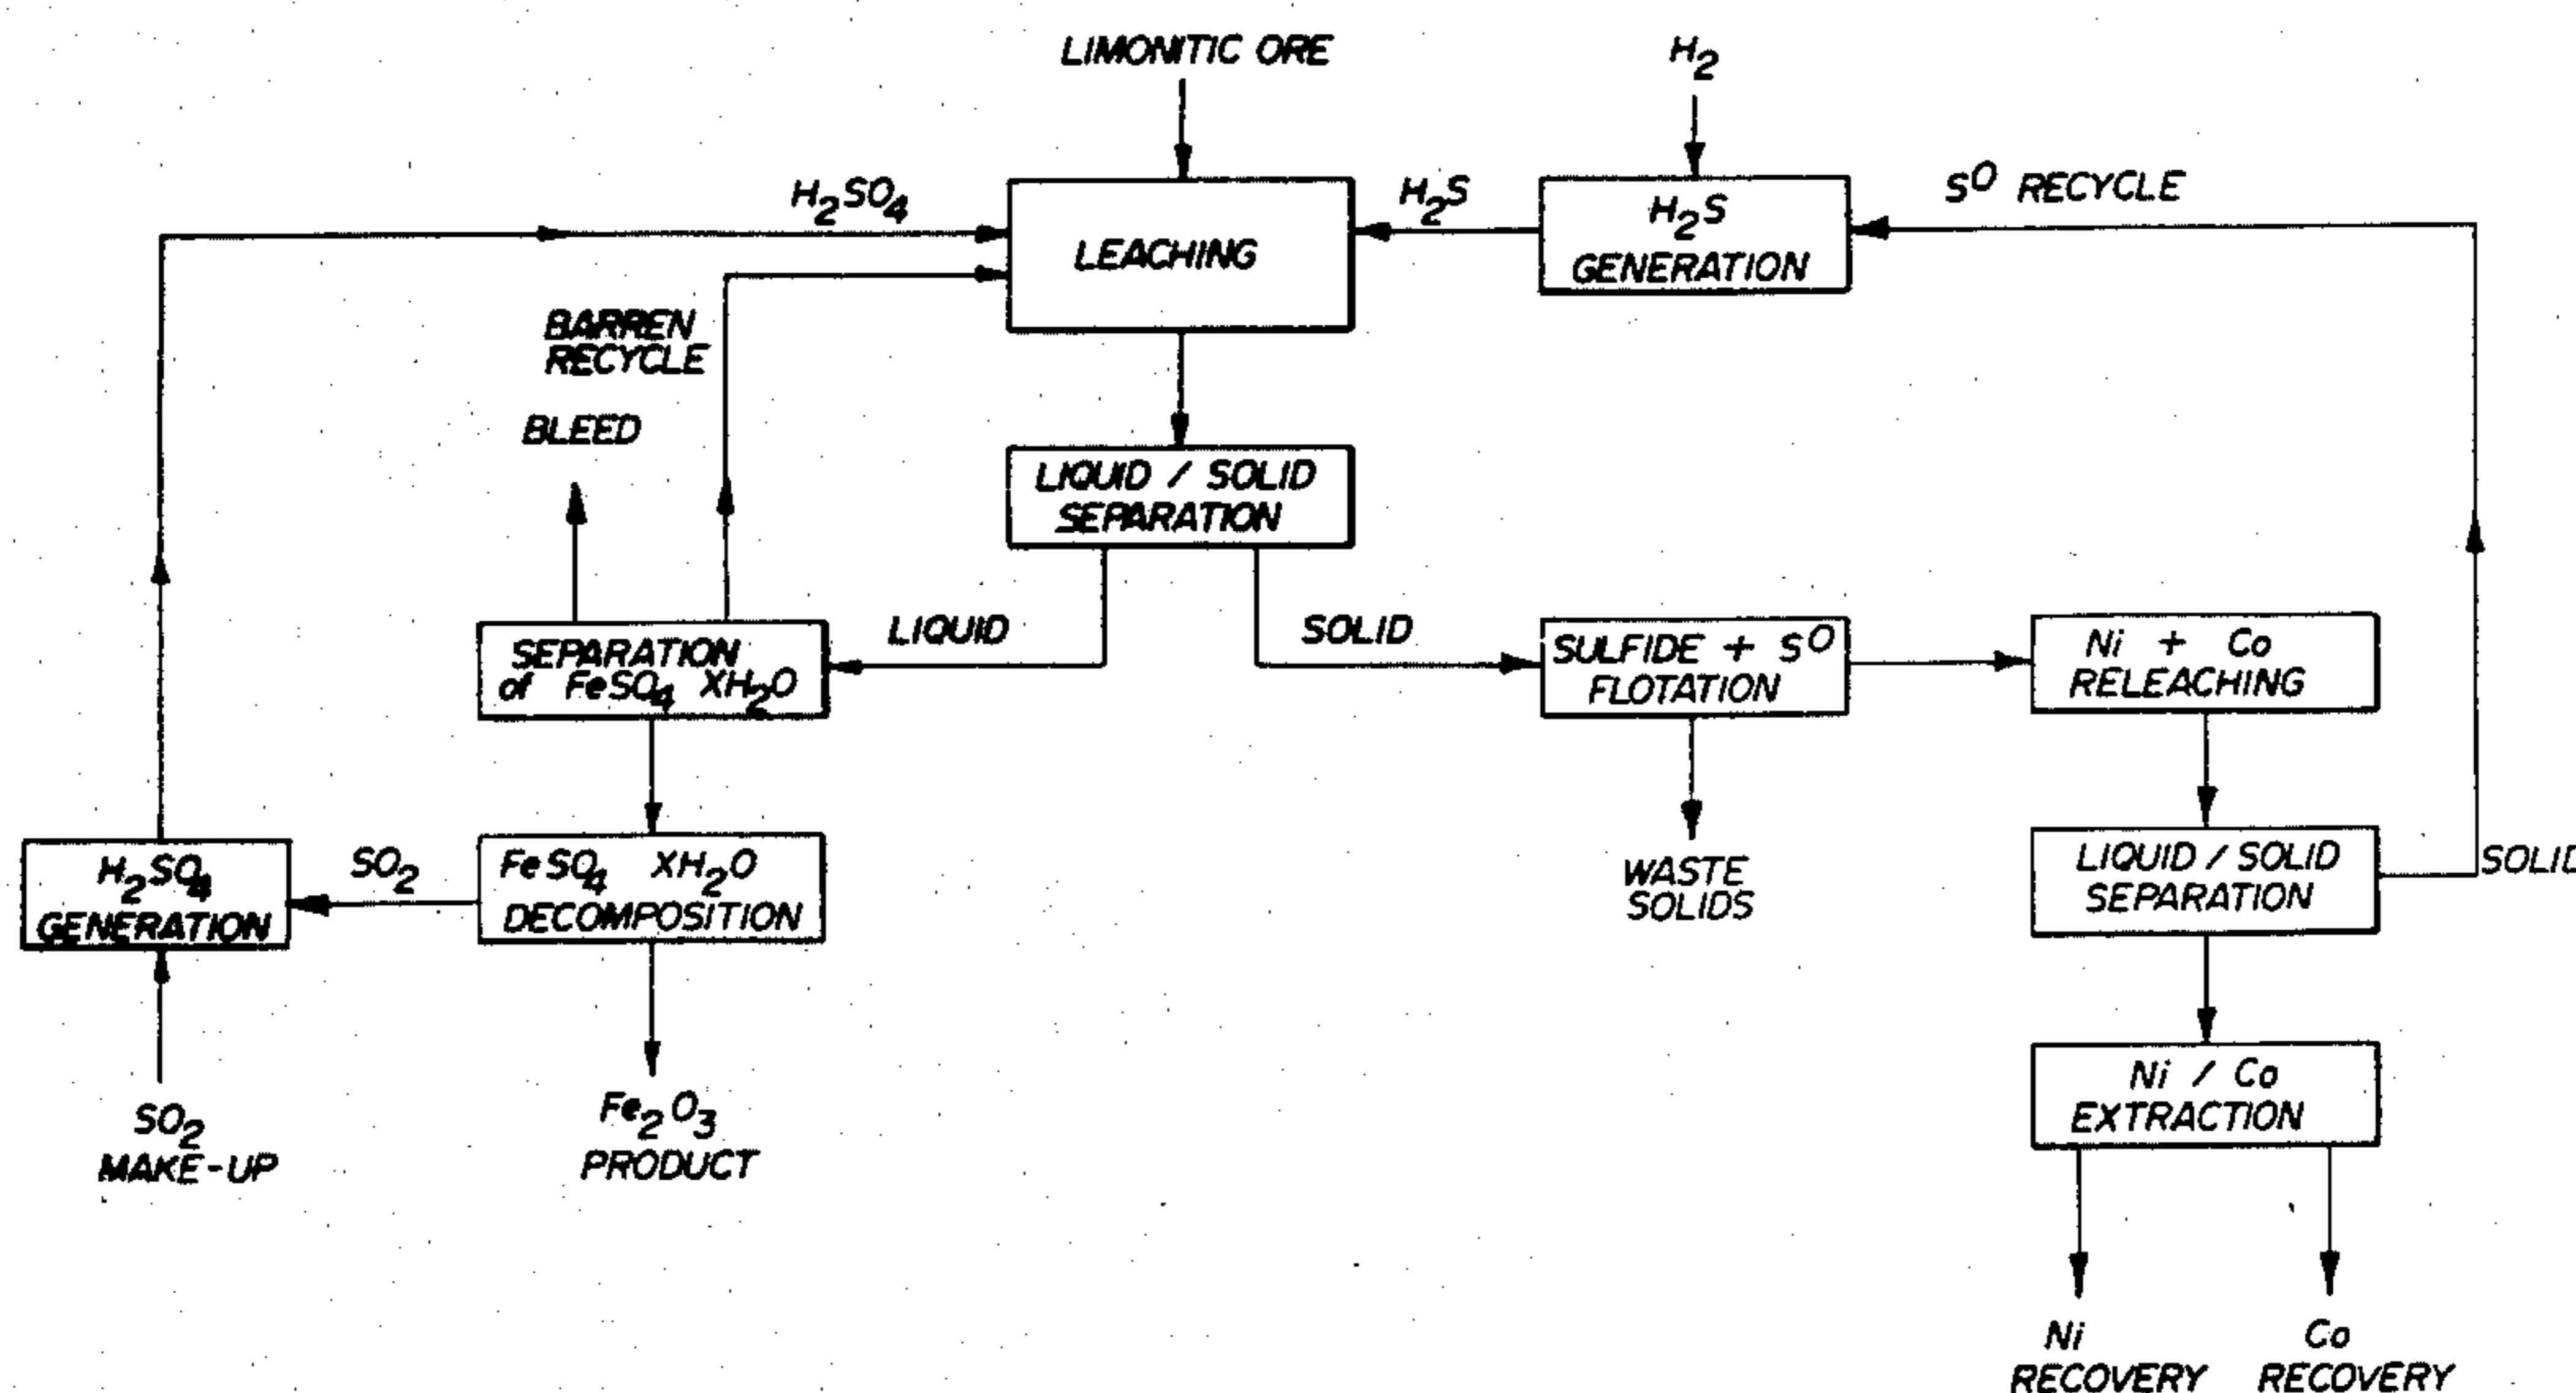 LIMONITIC ORE
H2
H2SO4
LEACHING
H2S
H2S
GENERATION
S0 RECYCLE
BARREN
RECYCLE
BLEED
LIQUID / SOLID
SEPARATION
LIQUID
SOLID
SEPARATION
of FeSO4 XH2O
SULFIDE + S0
FLOTATION
Ni + Co
RELEACHING
H2SO4
GENERATION
SO2
FeSO4 XH2O
DECOMPOSITION
WASTE
SOLIDS
LIQUID / SOLID
SEPARATION
SOLID
SO2
MAKE-UP
Fe2O3
PRODUCT
Ni / Co
EXTRACTION
Ni
RECOVERY
Co
RECOVERY